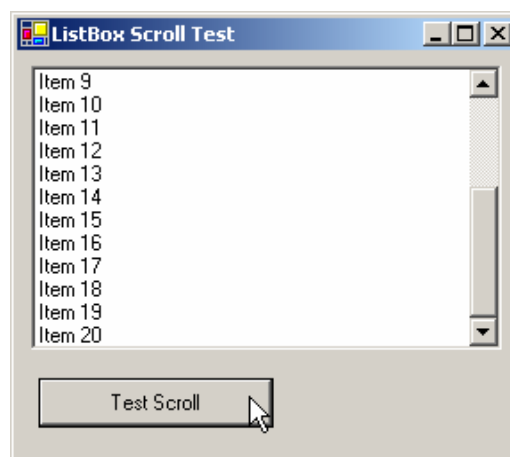 ListBox Scroll Test
Item 9
Item 10
Item 11
Item 12
Item 13
Item 14
Item 15
Item 16
Item 17
Item 18
Item 19
Item 20
Test Scroll